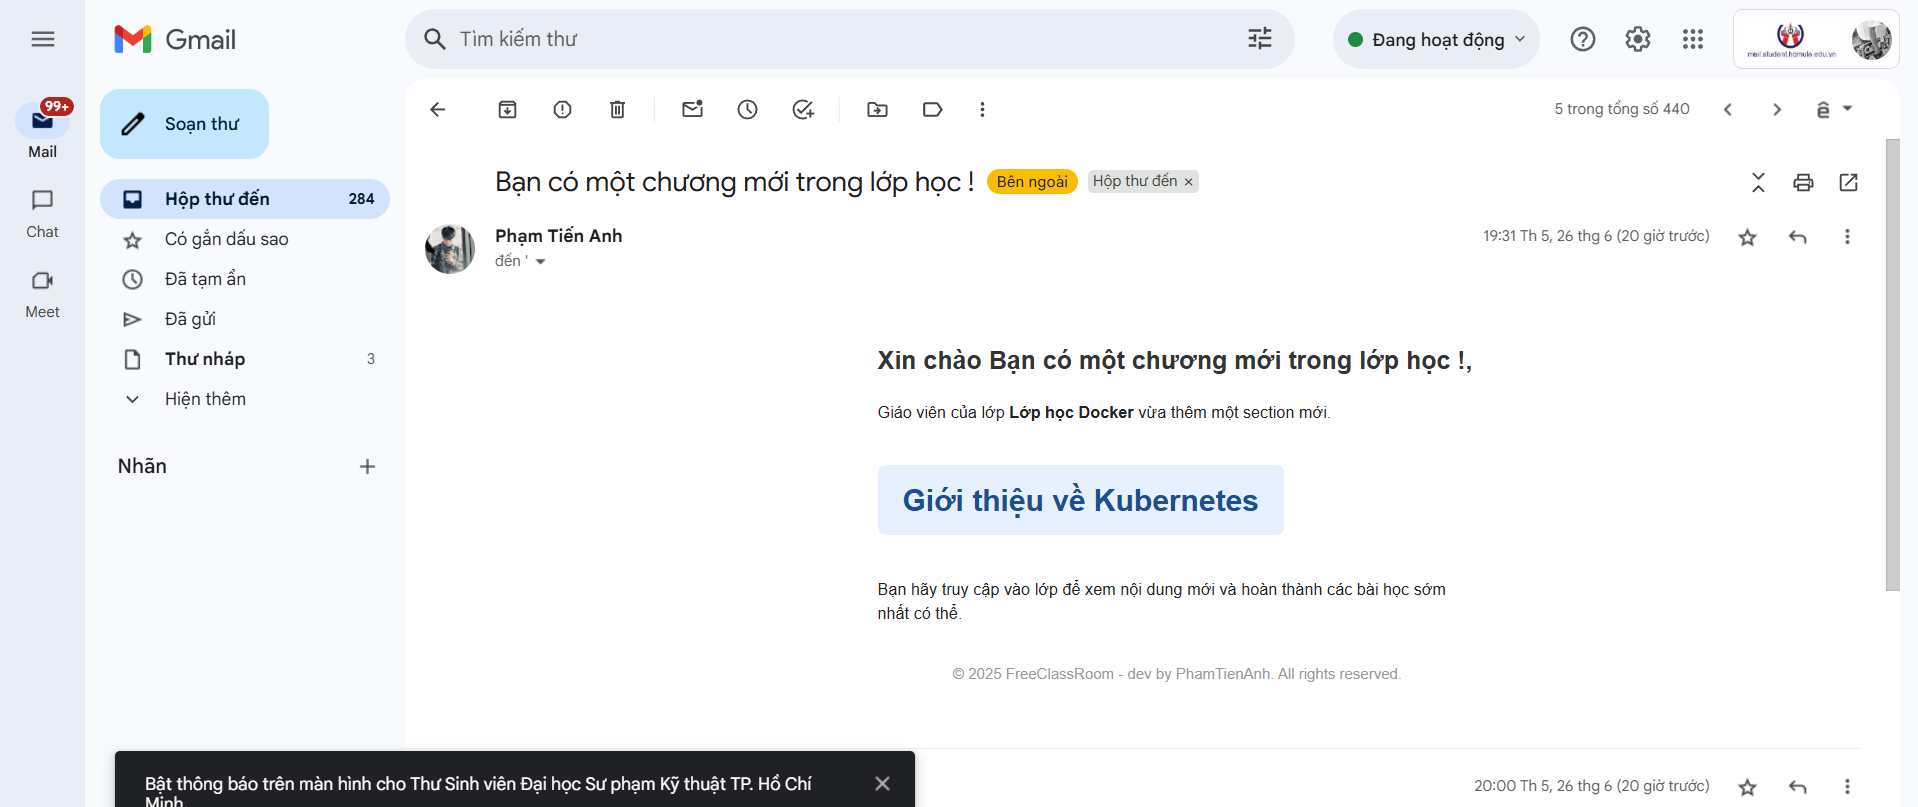 Gmail
Tìm kiếm thư
Đang hoạt động
mail.student.hcmute.edu.vn
99+
Mail
Chat
Meet
Soạn thư
Hộp thư đến 284
Có gắn dấu sao
Đã tạm ẩn
Đã gửi
Thư nháp 3
Hiện thêm
Nhãn
5 trong tổng số 440
ê
Bạn có một chương mới trong lớp học ! Bên ngoài Hộp thư đến ×
Phạm Tiến Anh
19:31 Th 5, 26 thg 6 (20 giờ trước)
đến '
Xin chào Bạn có một chương mới trong lớp học !,
Giáo viên của lớp Lớp học Docker vừa thêm một section mới.
Giới thiệu về Kubernetes
Bạn hãy truy cập vào lớp để xem nội dung mới và hoàn thành các bài học sớm
nhất có thể.
© 2025 FreeClassRoom - dev by PhamTienAnh. All rights reserved.
20:00 Th 5, 26 thg 6 (20 giờ trước)
Bật thông báo trên màn hình cho Thư Sinh viên Đại học Sư phạm Kỹ thuật TP. Hồ Chí
Minh.